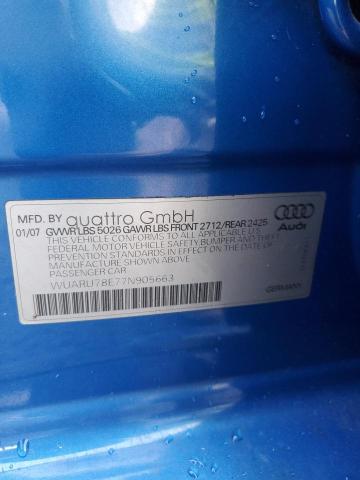 MFD. BY quattro GmbH
01/07 GVWR LBS 5026 GAWR LBS FRONT 2712/REAR 2425
THIS VEHICLE CONFORMS TO ALL APPLICABLE U.S.
FEDERAL MOTOR VEHICLE SAFETY, BUMPER AND THEFT
PREVENTION STANDARDS IN EFFECT ON THE DATE OF
MANUFACTURE SHOWN ABOVE
PASSENGER CAR
Audi
WUARU78E77N905663
GERMANY